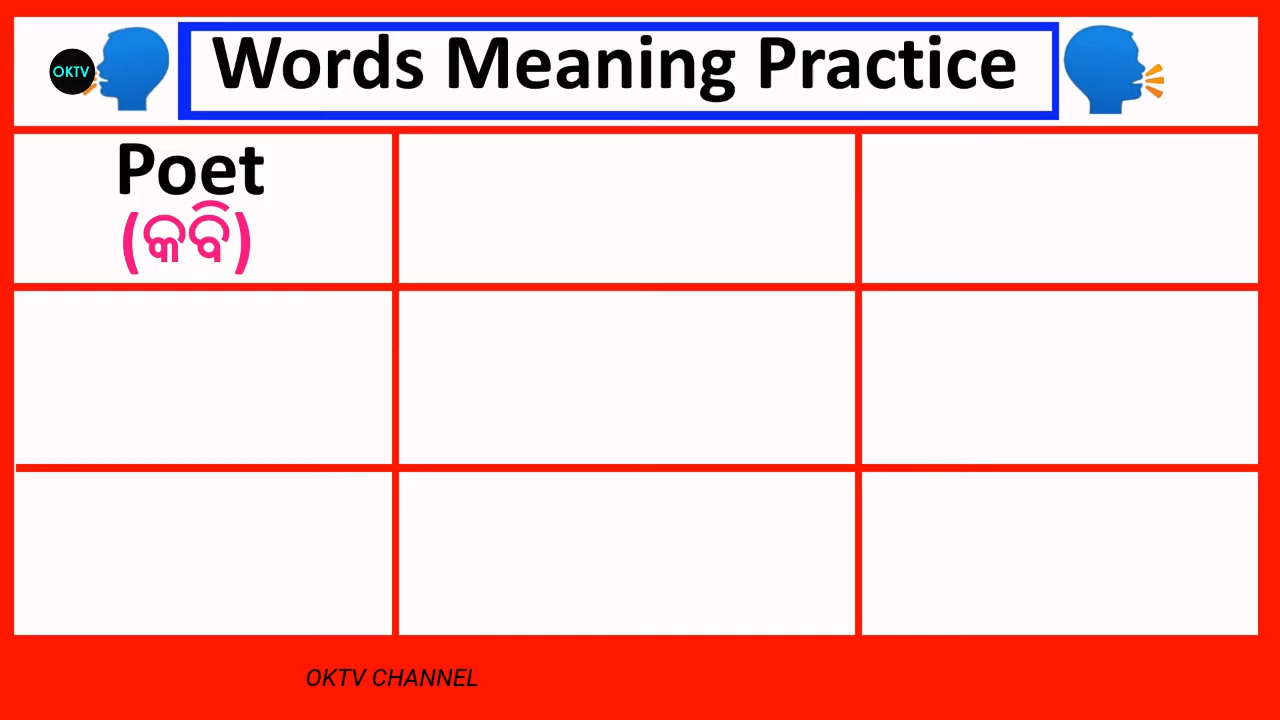 OKTV
Words Meaning Practice
Poet
(କବି)
OKTV CHANNEL